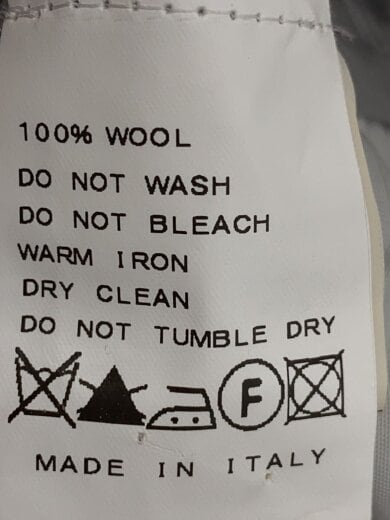 100% WOOL
DO NOT WASH
DO NOT BLEACH
WARM IRON
DRY CLEAN
DO NOT TUMBLE DRY
F
MADE IN ITALY